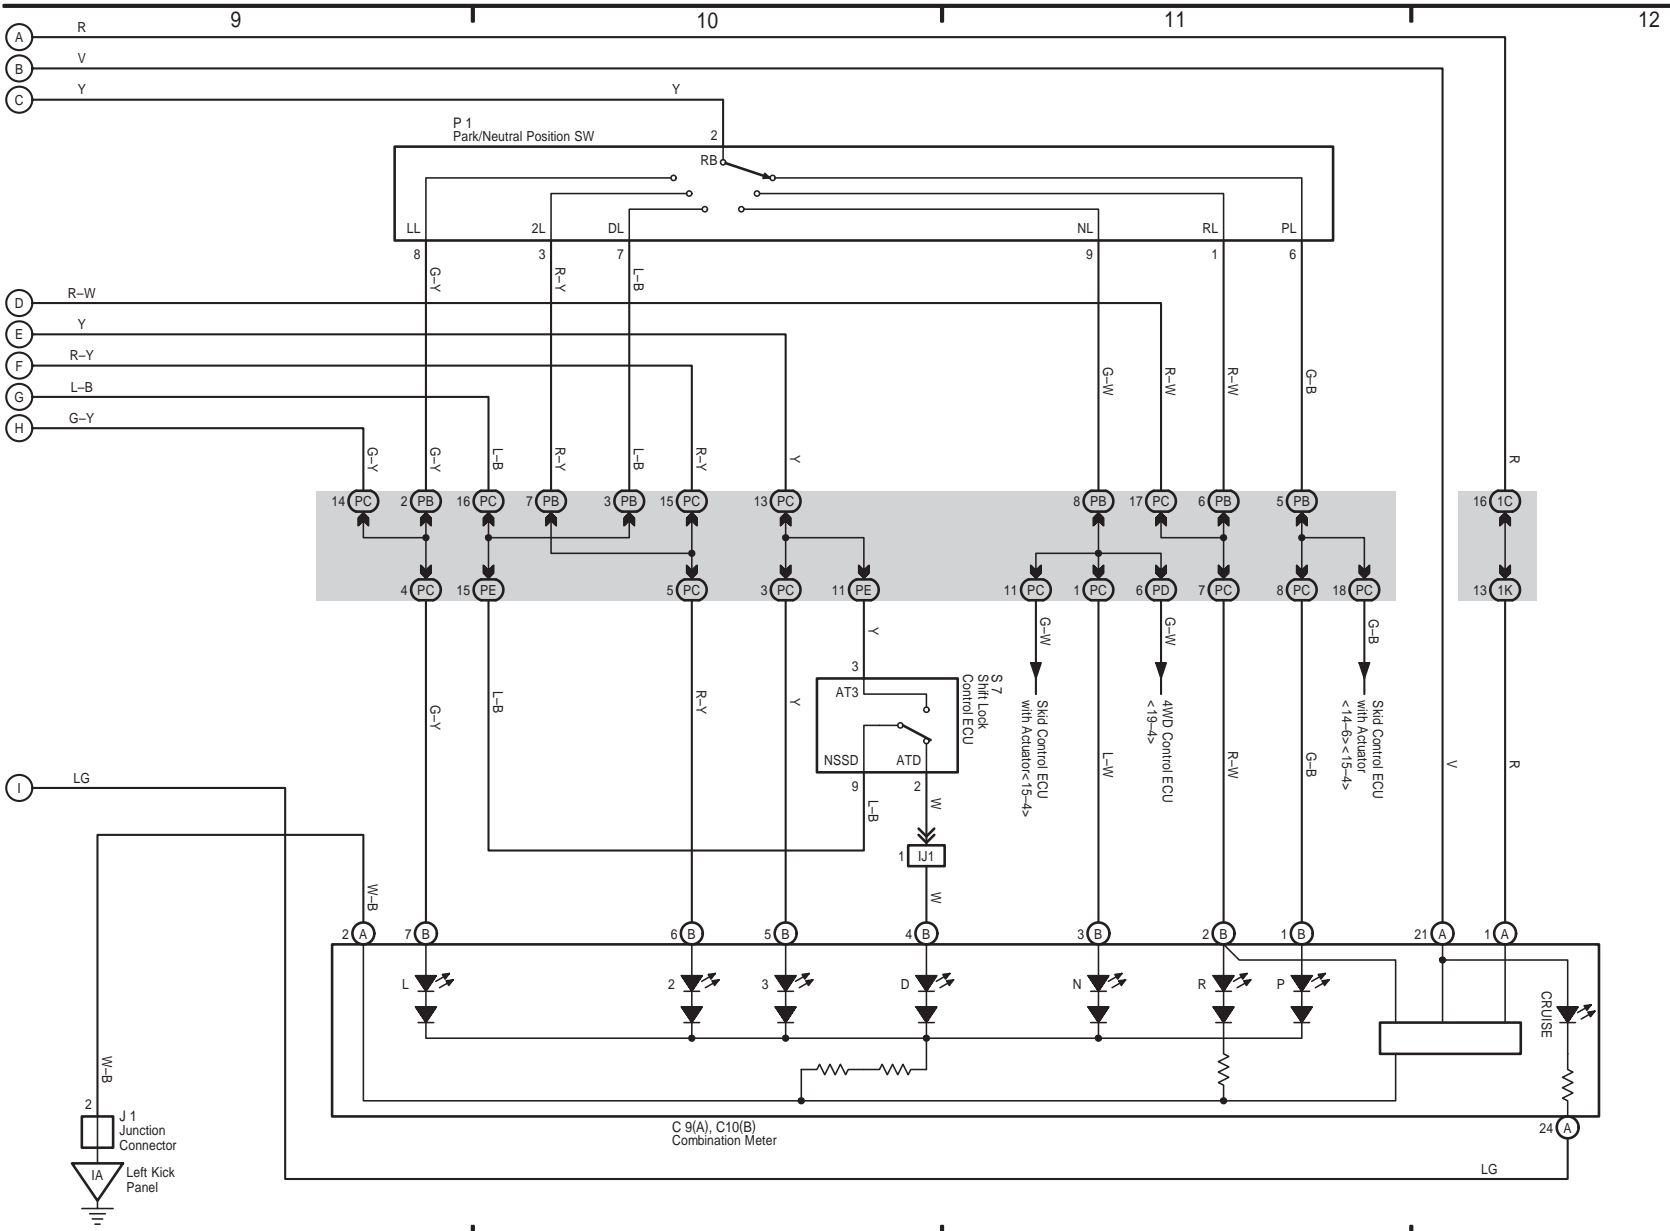 9 10 11 12
A R
B V
C Y Y
P 1
Park/Neutral Position SW
2
RB
LL 2L DL NL RL PL
8 3 7 9 1 6
G–Y R–Y L–B
D R–W
E Y
F R–Y
G L–B
H G–Y
G–W R–W R–W G–B
G–Y G–Y L–B R–Y L–B R–Y Y R
14 PC 2 PB 16 PC 7 PB 3 PB 15 PC 13 PC 8 PB 17 PC 6 PB 5 PB 16 1C
4 PC 15 PE 5 PC 3 PC 11 PE 11 PC 1 PC 6 PD 7 PC 8 PC 18 PC 13 1K
Y G–W G–W G–B
3
AT3
NSSD ATD
9 2
S 7
Shift Lock
Control ECU
Skid Control ECU
with Actuator<15–4>
4WD Control ECU
<19–4>
Skid Control ECU
with Actuator
<14–6><15–4>
G–Y L–B R–Y Y L–W R–W G–B V R
I LG
L–B W
1 IJ1
W
W–B
2 A 7 B 6 B 5 B 4 B 3 B 2 B 1 B 21 A 1 A
L 2 3 D N R P
CRUISE
W–B
2
J 1
Junction
Connector
IA
Left Kick
Panel
C 9(A), C10(B)
Combination Meter
24 A
LG